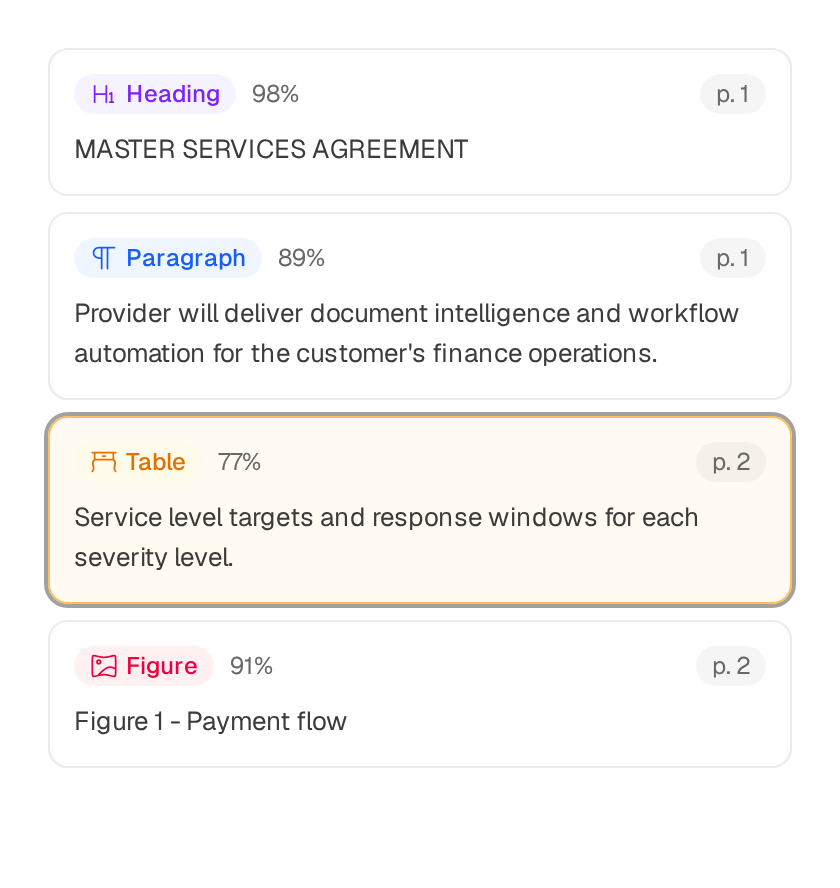 H1 Heading 98% p. 1
MASTER SERVICES AGREEMENT
Paragraph 89% p. 1
Provider will deliver document intelligence and workflow
automation for the customer's finance operations.
Table 77% p. 2
Service level targets and response windows for each
severity level.
Figure 91% p. 2
Figure 1 - Payment flow